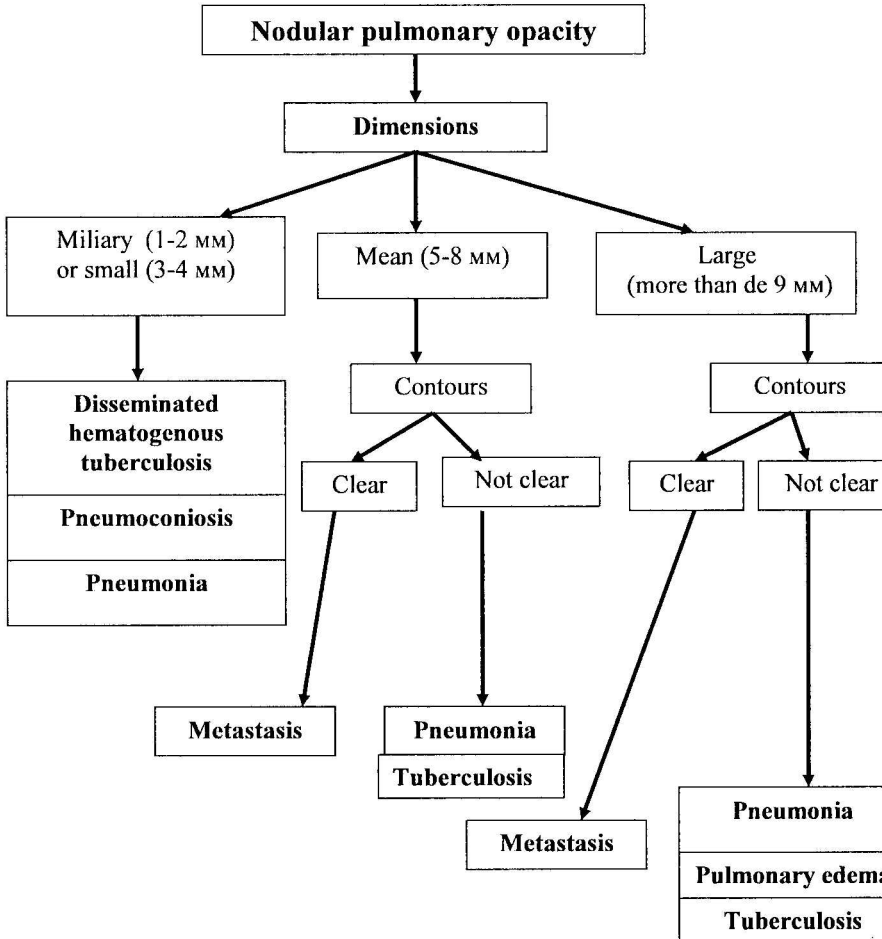 Nodular pulmonary opacity
Dimensions
Miliary (1-2 мм)
or small (3-4 мм)
Mean (5-8 мм)
Large
(more than de 9 мм)
Disseminated
hematogenous
tuberculosis
Pneumoconiosis
Pneumonia
Contours
Contours
Clear
Not clear
Clear
Not clear
Metastasis
Pneumonia
Tuberculosis
Metastasis
Pneumonia
Pulmonary edema
Tuberculosis